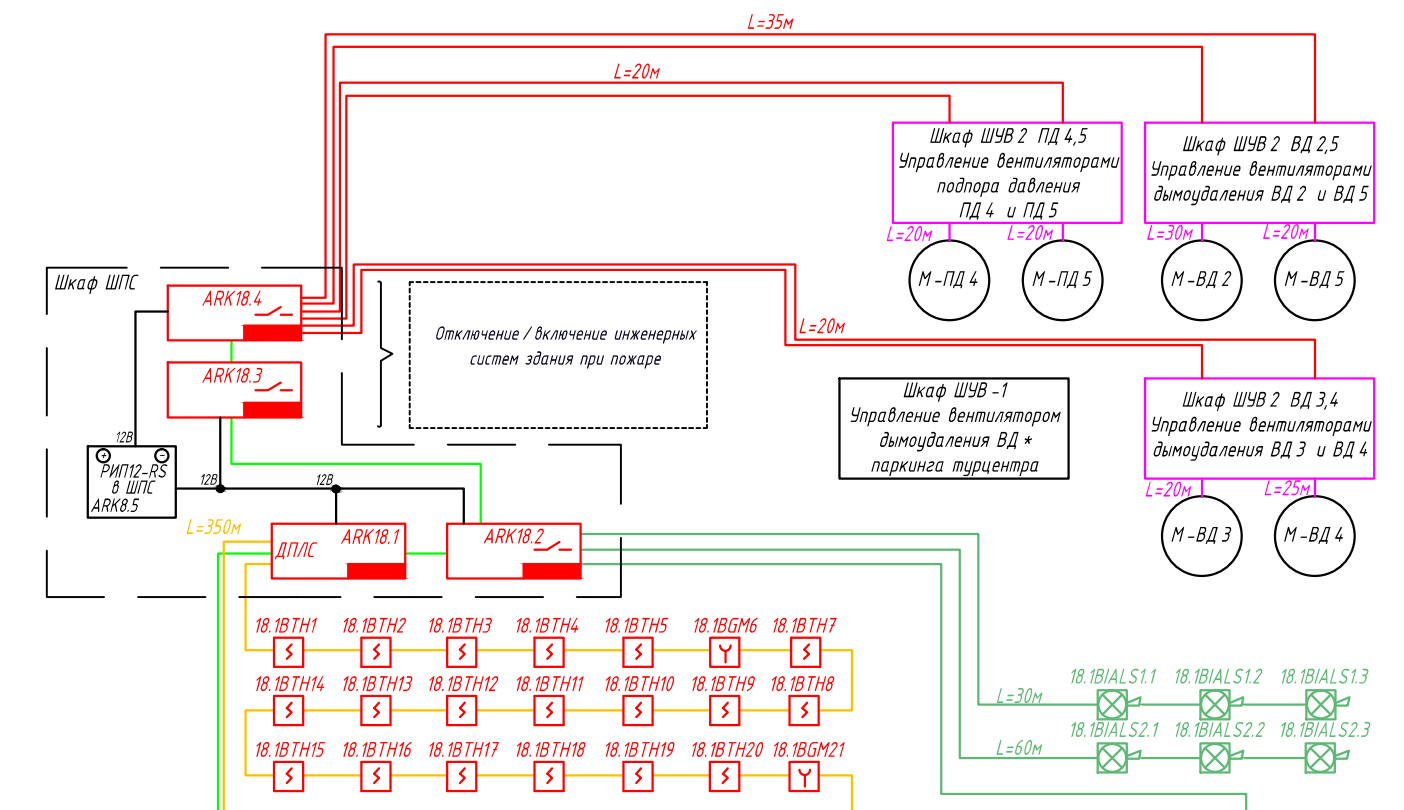 L=35м
L=20м
Шкаф ШУВ 2 ПД 4,5
Управление вентиляторами
подпора давления
ПД 4 и ПД 5
Шкаф ШУВ 2 ВД 2,5
Управление вентиляторами
дымоудаления ВД 2 и ВД 5
L=20м
L=20м
L=30м
L=20м
М-ПД 4
М-ПД 5
М-ВД 2
М-ВД 5
Шкаф ШПС
ARK18.4
Отключение / включение инженерных
систем здания при пожаре
L=20м
ARK18.3
Шкаф ШУВ-1
Управление вентилятором
дымоудаления ВД *
паркинга турцентра
Шкаф ШУВ 2 ВД 3,4
Управление вентиляторами
дымоудаления ВД 3 и ВД 4
L=20м
L=25м
М-ВД 3
М-ВД 4
12В
+
-
РИП12-RS
в ШПС
ARK8.5
12В
12В
L=350м
ДП/ЛС
ARK18.1
ARK18.2
18.1BTH1
18.1BTH2
18.1BTH3
18.1BTH4
18.1BTH5
18.1BGM6
18.1BTH7
18.1BTH14
18.1BTH13
18.1BTH12
18.1BTH11
18.1BTH10
18.1BTH9
18.1BTH8
18.1BTH15
18.1BTH16
18.1BTH17
18.1BTH18
18.1BTH19
18.1BTH20
18.1BGM21
L=30м
18.1BIALS1.1
18.1BIALS1.2
18.1BIALS1.3
L=60м
18.1BIALS2.1
18.1BIALS2.2
18.1BIALS2.3